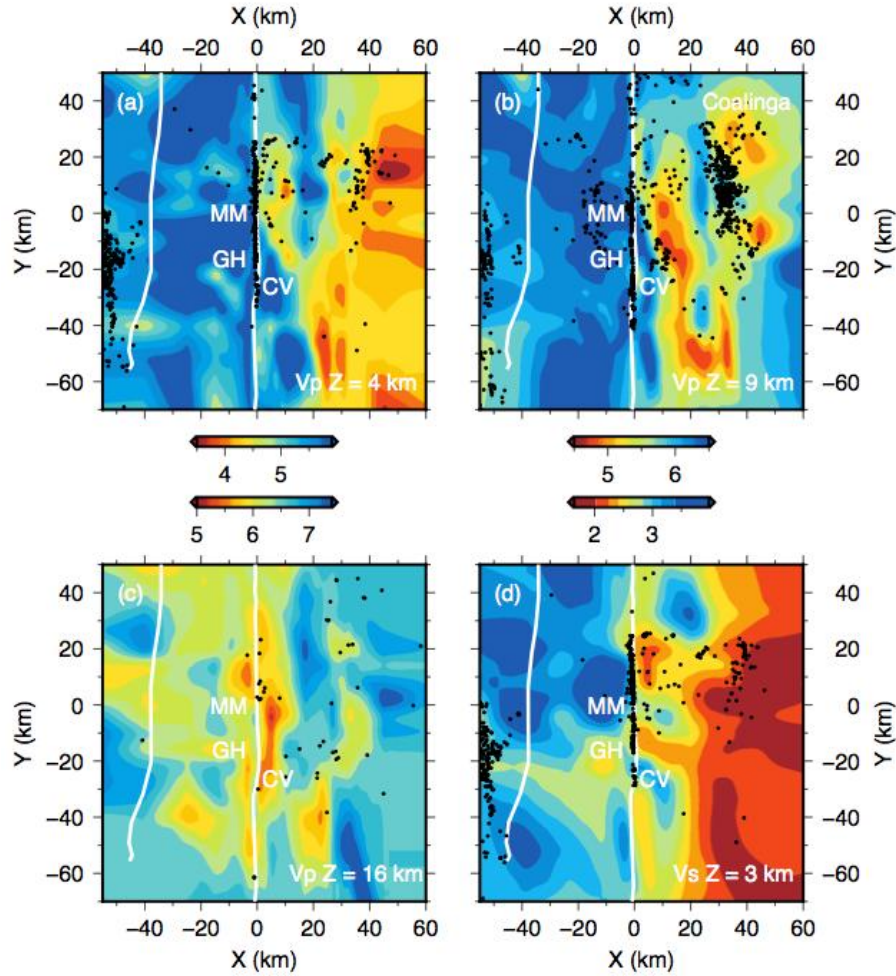 X (km)
X (km)
−40 −20 0 20 40 60
−40 −20 0 20 40 60
Y (km)
40
20
0
−20
−40
−60
(a)
MM
GH
CV
Vp Z = 4 km
40
20
0
−20
−40
−60
(b)
Coalinga
MM
GH
CV
Vp Z = 9 km
Y (km)
4 5
5 6
5 6 7
2 3
Y (km)
40
20
0
−20
−40
−60
(c)
MM
GH
CV
Vp Z = 16 km
(d)
MM
GH
CV
Vs Z = 3 km
40
20
0
−20
−40
−60
Y (km)
−40 −20 0 20 40 60
−40 −20 0 20 40 60
X (km)
X (km)